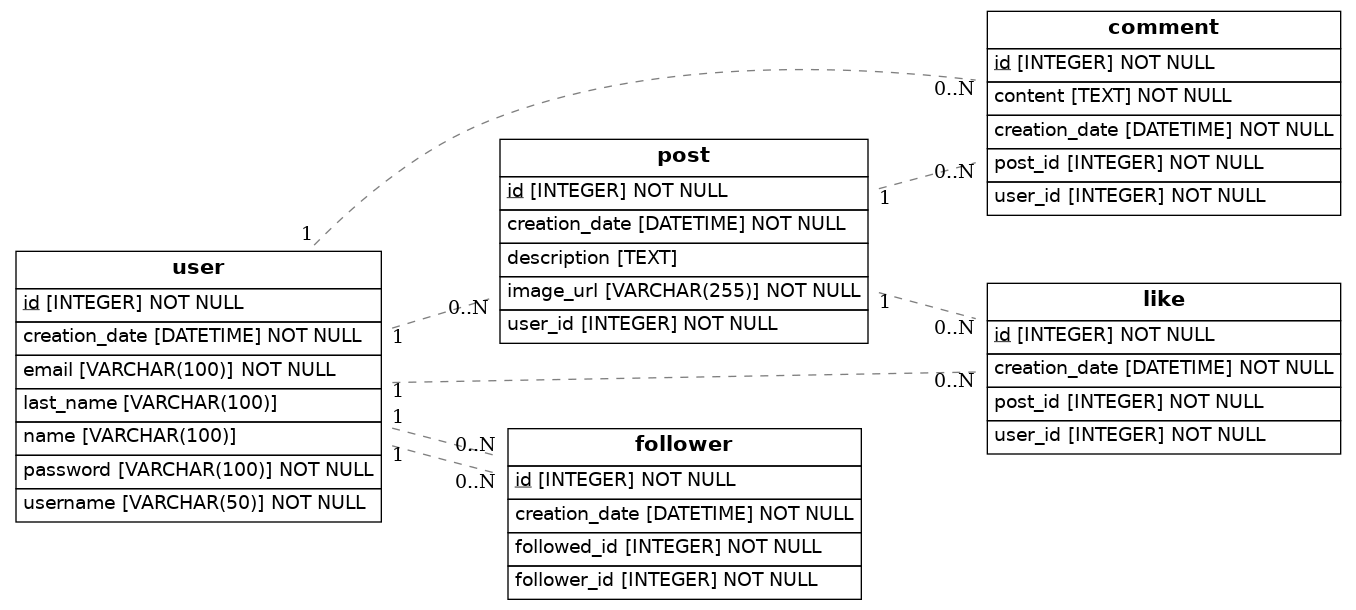 user
id [INTEGER] NOT NULL
creation_date [DATETIME] NOT NULL
email [VARCHAR(100)] NOT NULL
last_name [VARCHAR(100)]
name [VARCHAR(100)]
password [VARCHAR(100)] NOT NULL
username [VARCHAR(50)] NOT NULL
post
id [INTEGER] NOT NULL
creation_date [DATETIME] NOT NULL
description [TEXT]
image_url [VARCHAR(255)] NOT NULL
user_id [INTEGER] NOT NULL
follower
id [INTEGER] NOT NULL
creation_date [DATETIME] NOT NULL
followed_id [INTEGER] NOT NULL
follower_id [INTEGER] NOT NULL
comment
id [INTEGER] NOT NULL
content [TEXT] NOT NULL
creation_date [DATETIME] NOT NULL
post_id [INTEGER] NOT NULL
user_id [INTEGER] NOT NULL
like
id [INTEGER] NOT NULL
creation_date [DATETIME] NOT NULL
post_id [INTEGER] NOT NULL
user_id [INTEGER] NOT NULL
1
0..N
1
0..N
1
0..N
1
0..N
1
0..N
1
0..N
1
0..N